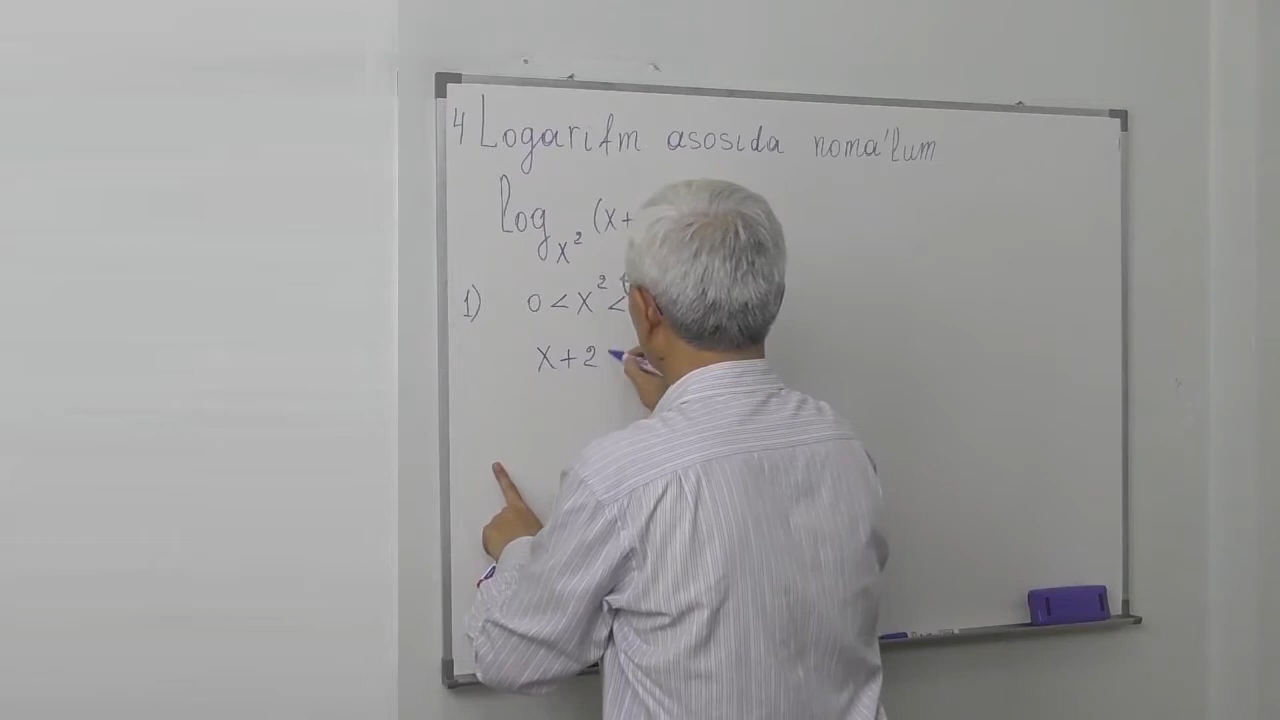 4 Logarifm asosida noma'lum
log x² (x+
1) 0 < x² <
x+2